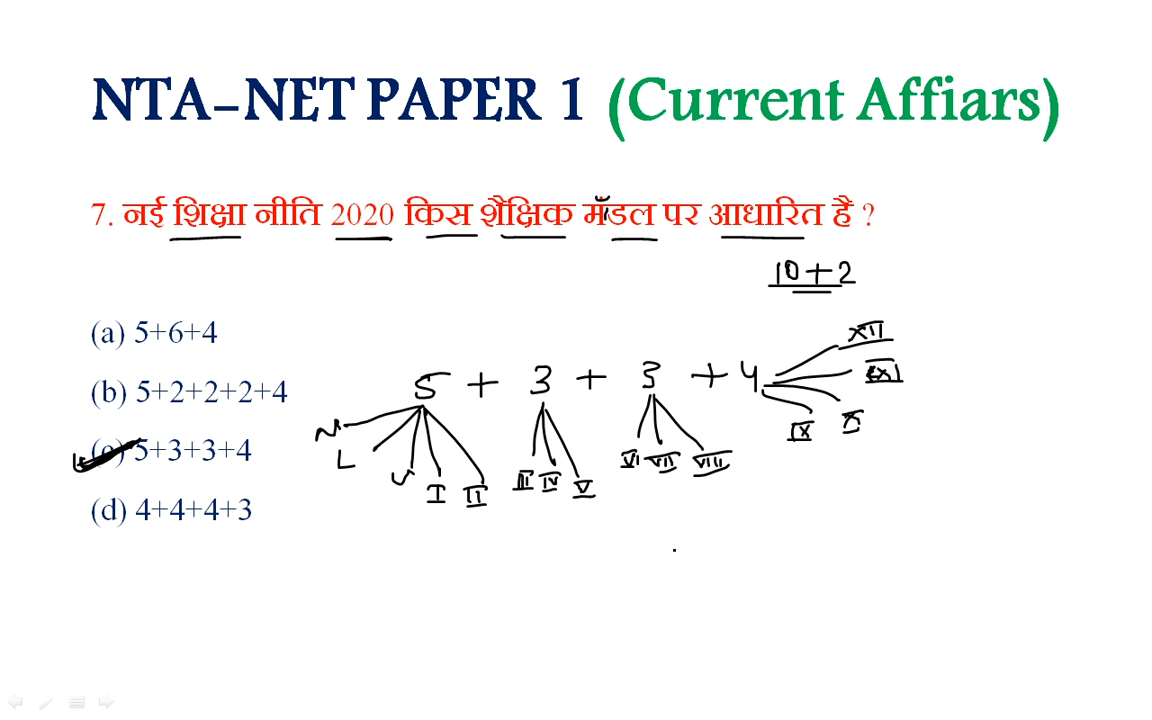 NTA-NET PAPER 1 (Current Affiars)
7. नई शिक्षा नीति 2020 किस शैक्षिक मॉडल पर आधारित है ?
10+2
(a) 5+6+4
(b) 5+2+2+2+4
(c) 5+3+3+4
(d) 4+4+4+3
5 + 3 + 3 + 4
XII
XI
IX X
N L U I II
III IV V
VI VII VIII